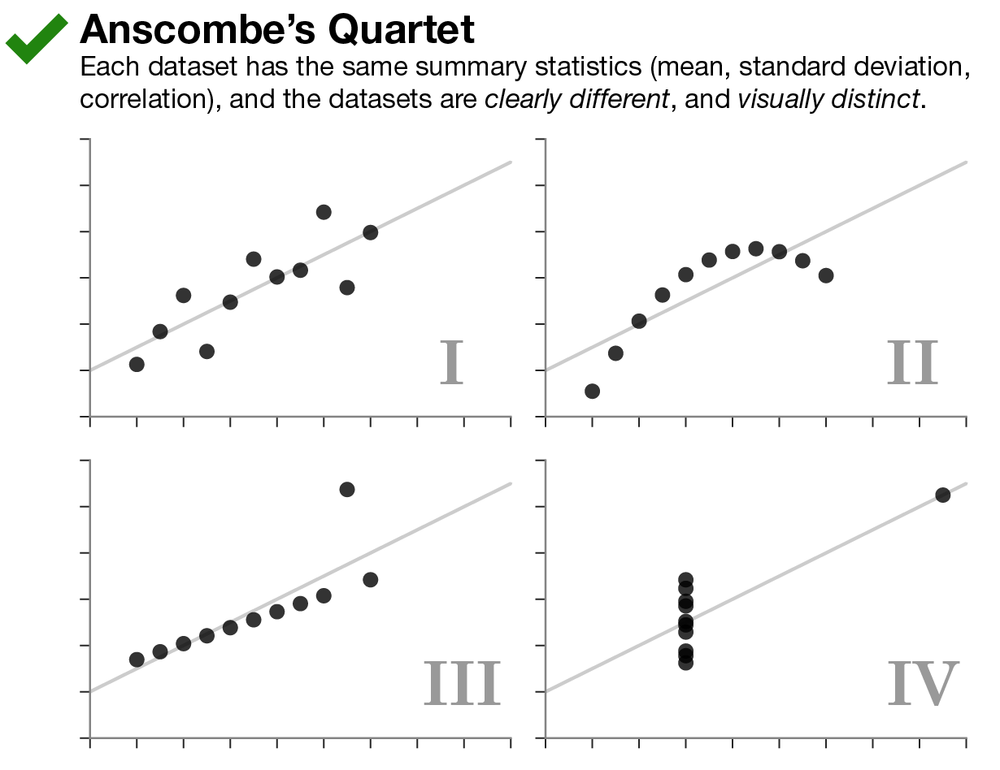 Anscombe’s Quartet
Each dataset has the same summary statistics (mean, standard deviation,
correlation), and the datasets are clearly different, and visually distinct.
I
II
III
IV